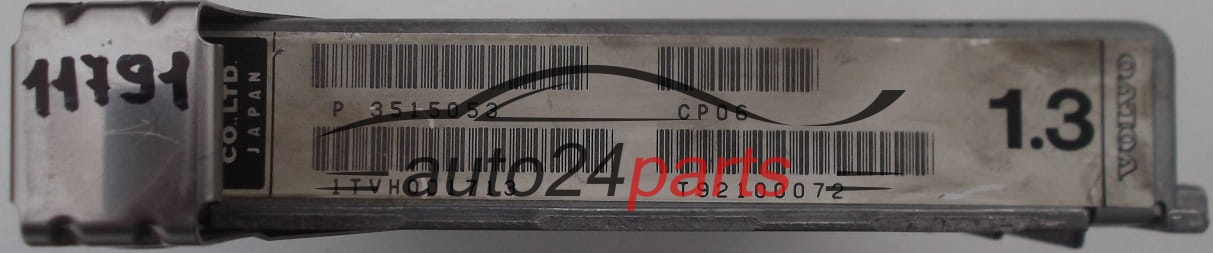 11791
CO., LTD.
JAPAN
P 3515053
CP06
1.3
VOLVO
auto24parts
T92100072